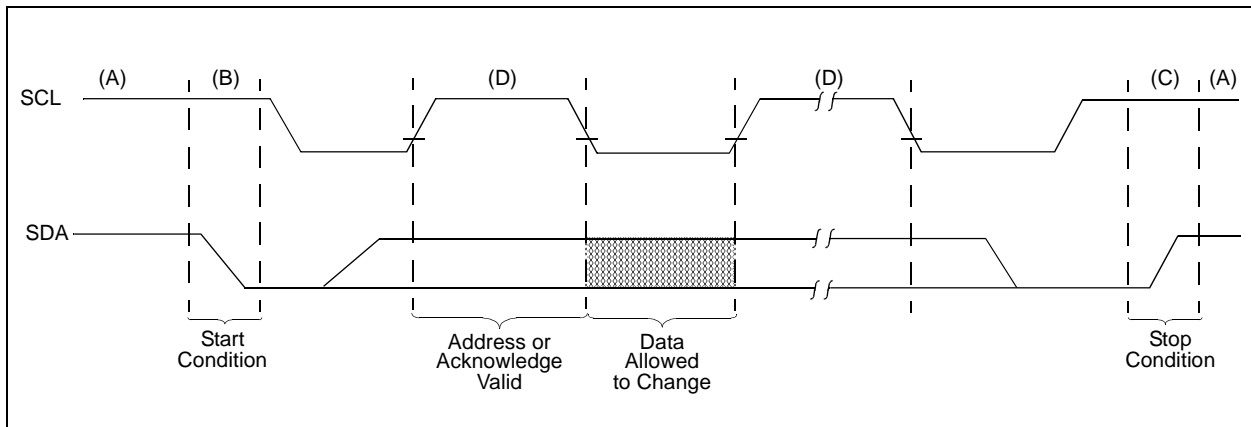 (A) (B) (D) (D) (C) (A)
SCL
SDA
Start
Condition
Address or
Acknowledge
Valid
Data
Allowed
to Change
Stop
Condition